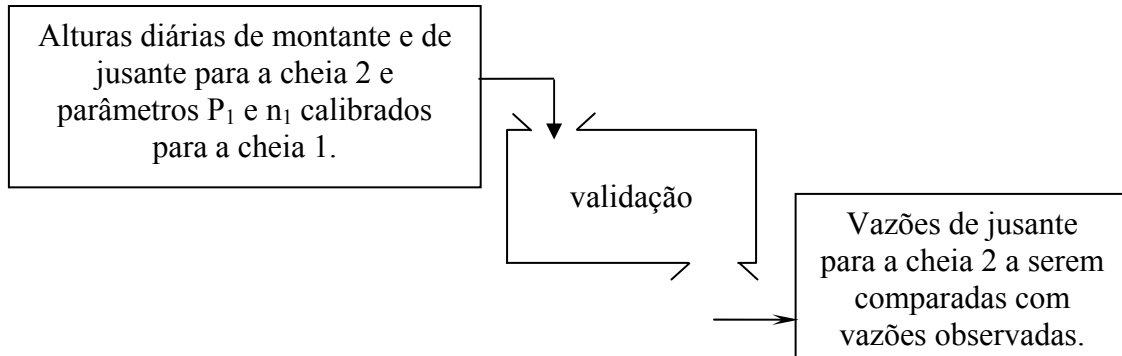 Alturas diárias de montante e de
jusante para a cheia 2 e
parâmetros P₁ e n₁ calibrados
para a cheia 1.
validação
Vazões de jusante
para a cheia 2 a serem
comparadas com
vazões observadas.